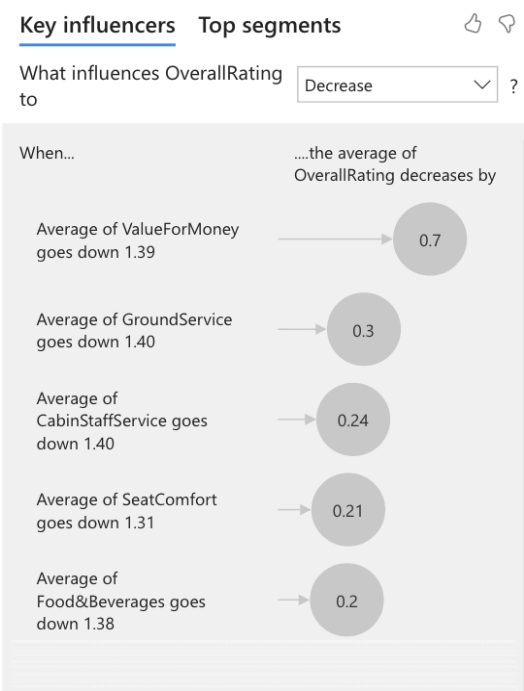 Key influencers Top segments
What influences OverallRating
to
Decrease
?
When...
....the average of
OverallRating decreases by
Average of ValueForMoney
goes down 1.39
0.7
Average of GroundService
goes down 1.40
0.3
Average of
CabinStaffService goes
down 1.40
0.24
Average of SeatComfort
goes down 1.31
0.21
Average of
Food&Beverages goes
down 1.38
0.2